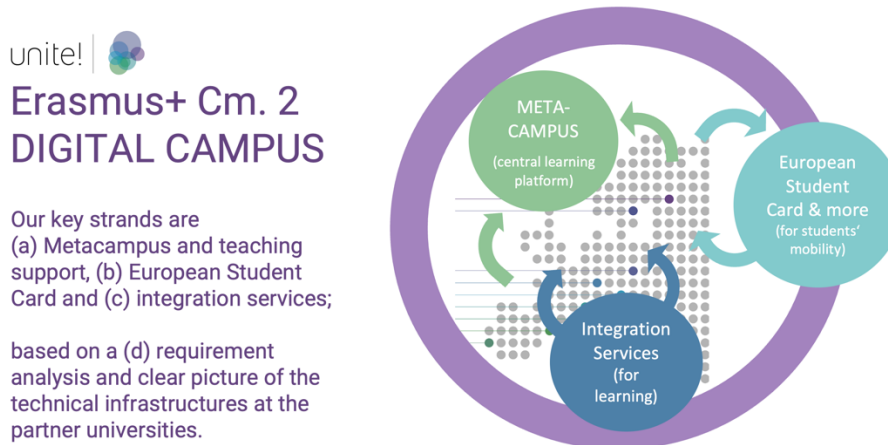 unite!
Erasmus+ Cm. 2
DIGITAL CAMPUS
Our key strands are
(a) Metacampus and teaching
support, (b) European Student
Card and (c) integration services;
based on a (d) requirement
analysis and clear picture of the
technical infrastructures at the
partner universities.
META-
CAMPUS
(central learning
platform)
European
Student
Card & more
(for students'
mobility)
Integration
Services
(for
learning)